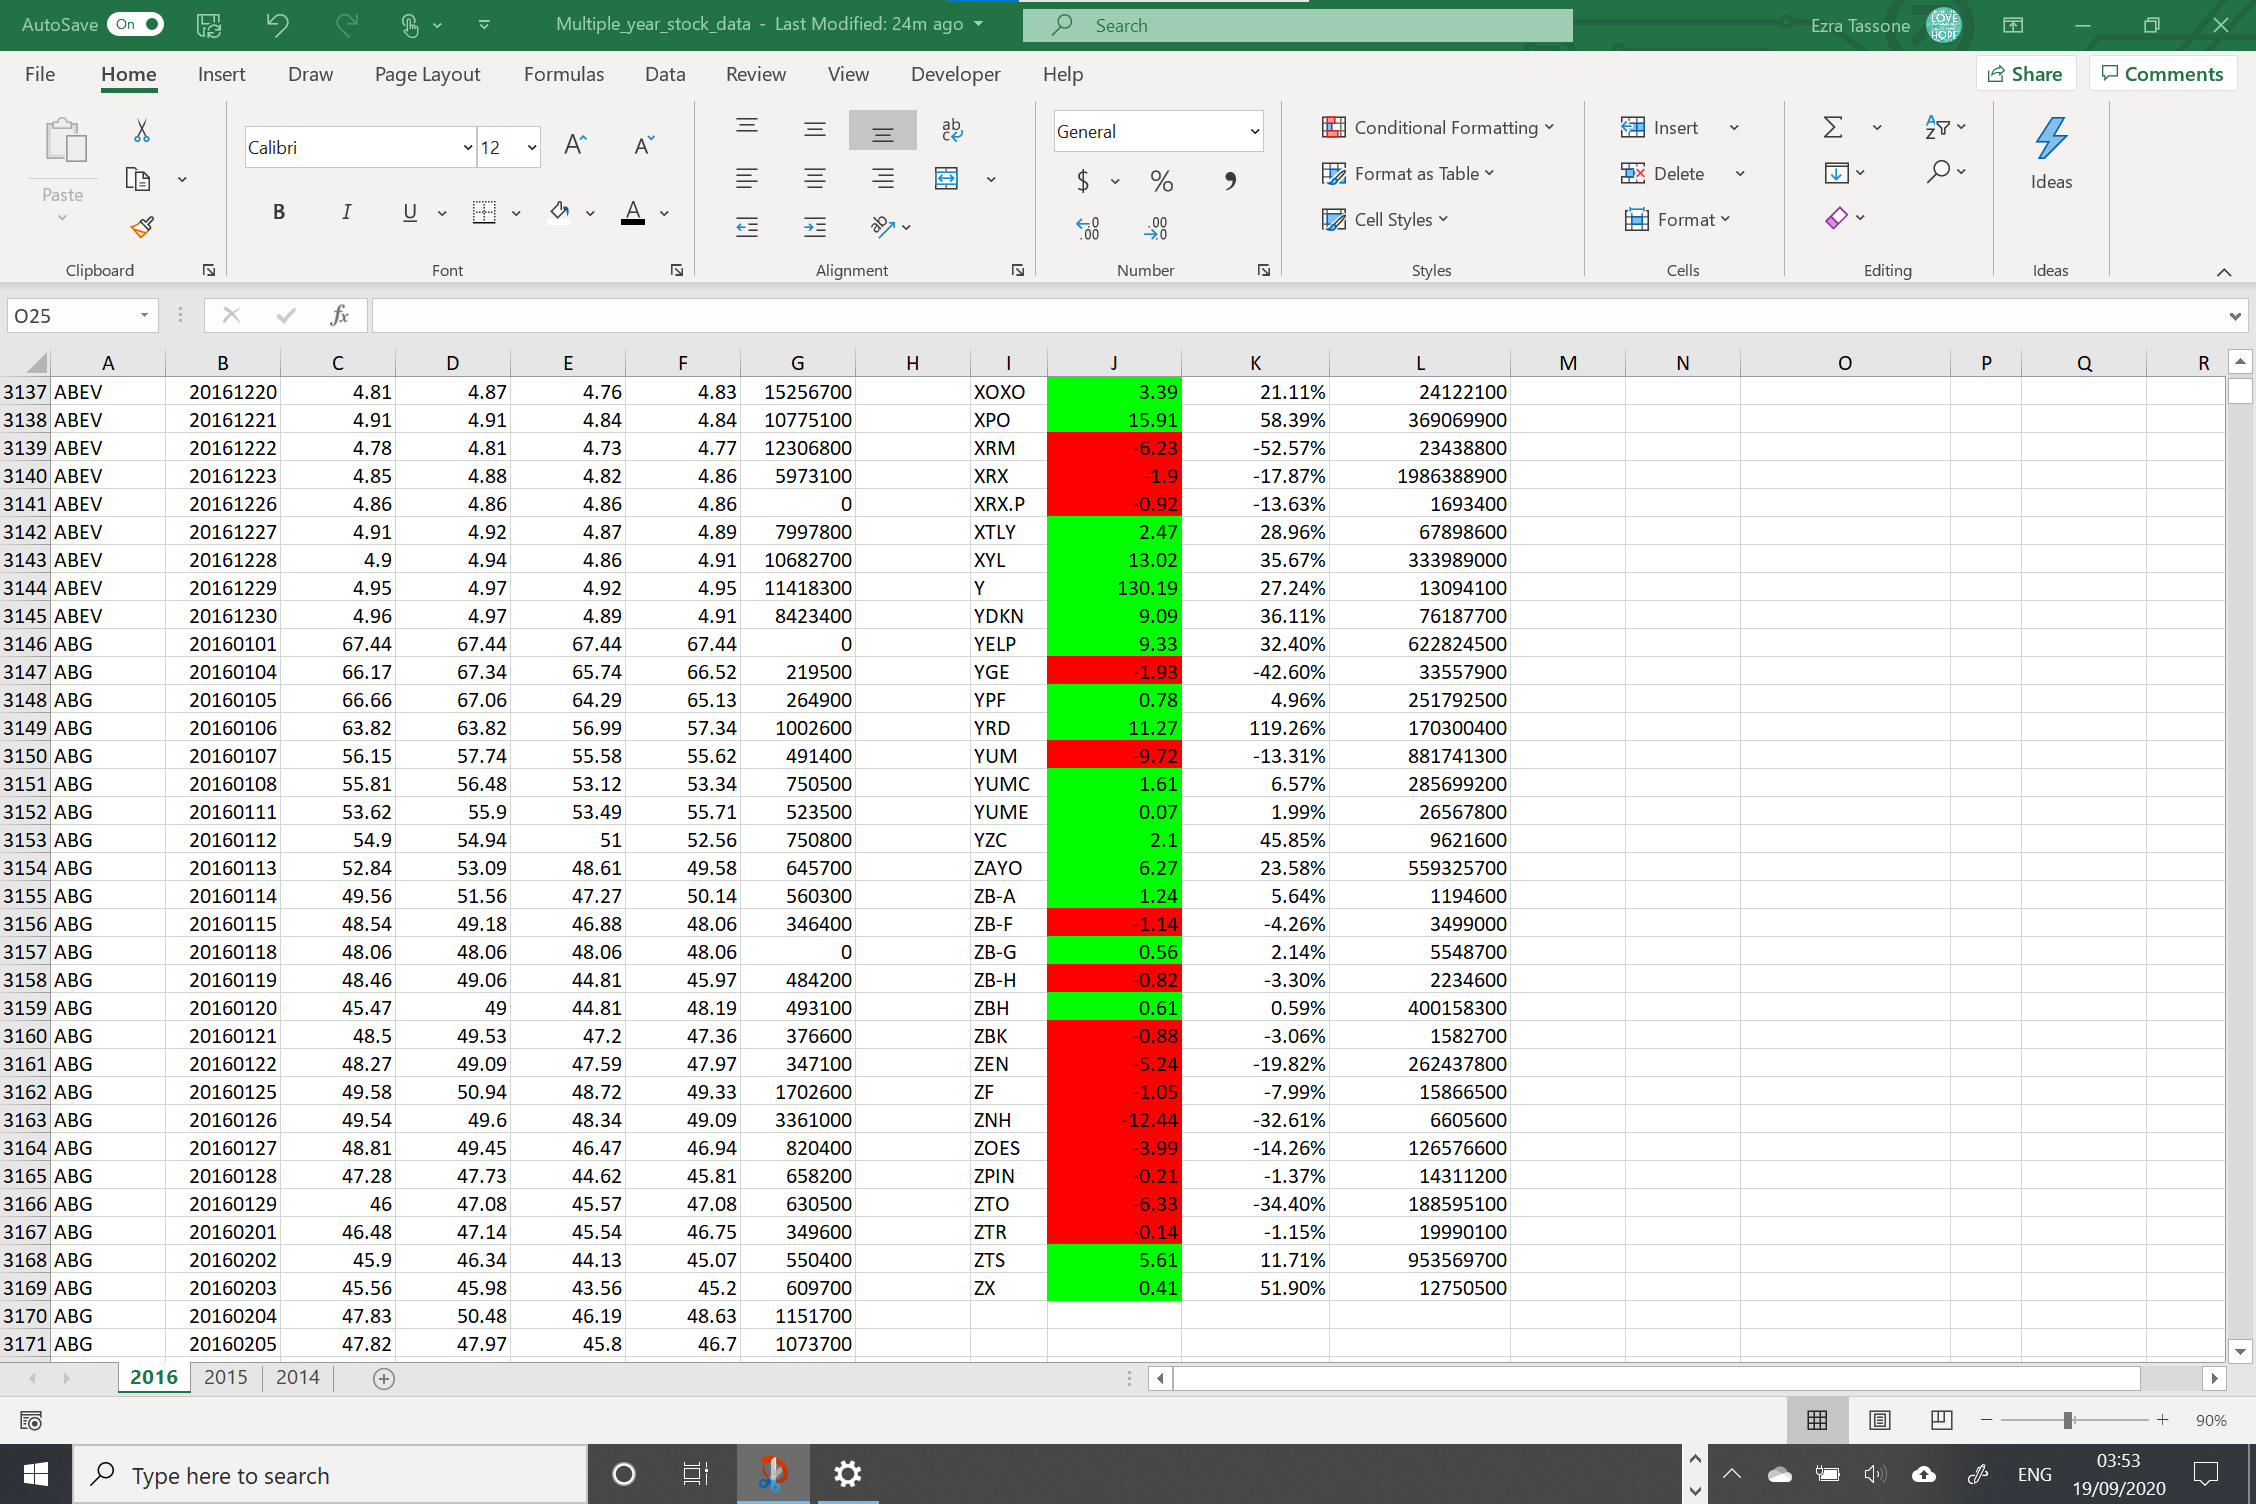 AutoSave On Multiple_year_stock_data - Last Modified: 24m ago Search Ezra Tassone
LOVE
HOPE
File Home Insert Draw Page Layout Formulas Data Review View Developer Help Share Comments
Paste
Calibri 12
B I U A
ab
General
$ % 9
Conditional Formatting
Format as Table
Cell Styles
Insert
Delete
Format
Ideas
Clipboard Font Alignment Number Styles Cells Editing Ideas
O25 fx
A B C D E F G H I J K L M N O P Q R
3137 ABEV 20161220 4.81 4.87 4.76 4.83 15256700 XOXO 3.39 21.11% 24122100
3138 ABEV 20161221 4.91 4.91 4.84 4.84 10775100 XPO 15.91 58.39% 369069900
3139 ABEV 20161222 4.78 4.81 4.73 4.77 12306800 XRM -6.23 -52.57% 23438800
3140 ABEV 20161223 4.85 4.88 4.82 4.86 5973100 XRX -1.9 -17.87% 1986388900
3141 ABEV 20161226 4.86 4.86 4.86 4.86 0 XRX.P -0.92 -13.63% 1693400
3142 ABEV 20161227 4.91 4.92 4.87 4.89 7997800 XTLY 2.47 28.96% 67898600
3143 ABEV 20161228 4.9 4.94 4.86 4.91 10682700 XYL 13.02 35.67% 333989000
3144 ABEV 20161229 4.95 4.97 4.92 4.95 11418300 Y 130.19 27.24% 13094100
3145 ABEV 20161230 4.96 4.97 4.89 4.91 8423400 YDKN 9.09 36.11% 76187700
3146 ABG 20160101 67.44 67.44 67.44 67.44 0 YELP 9.33 32.40% 622824500
3147 ABG 20160104 66.17 67.34 65.74 66.52 219500 YGE -1.93 -42.60% 33557900
3148 ABG 20160105 66.66 67.06 64.29 65.13 264900 YPF 0.78 4.96% 251792500
3149 ABG 20160106 63.82 63.82 56.99 57.34 1002600 YRD 11.27 119.26% 170300400
3150 ABG 20160107 56.15 57.74 55.58 55.62 491400 YUM -9.72 -13.31% 881741300
3151 ABG 20160108 55.81 56.48 53.12 53.34 750500 YUMC 1.61 6.57% 285699200
3152 ABG 20160111 53.62 55.9 53.49 55.71 523500 YUME 0.07 1.99% 26567800
3153 ABG 20160112 54.9 54.94 51 52.56 750800 YZC 2.1 45.85% 9621600
3154 ABG 20160113 52.84 53.09 48.61 49.58 645700 ZAYO 6.27 23.58% 559325700
3155 ABG 20160114 49.56 51.56 47.27 50.14 560300 ZB-A 1.24 5.64% 1194600
3156 ABG 20160115 48.54 49.18 46.88 48.06 346400 ZB-F -1.14 -4.26% 3499000
3157 ABG 20160118 48.06 48.06 48.06 48.06 0 ZB-G 0.56 2.14% 5548700
3158 ABG 20160119 48.46 49.06 44.81 45.97 484200 ZB-H -0.82 -3.30% 2234600
3159 ABG 20160120 45.47 49 44.81 48.19 493100 ZBH 0.61 0.59% 400158300
3160 ABG 20160121 48.5 49.53 47.2 47.36 376600 ZBK -0.88 -3.06% 1582700
3161 ABG 20160122 48.27 49.09 47.59 47.97 347100 ZEN -5.24 -19.82% 262437800
3162 ABG 20160125 49.58 50.94 48.72 49.33 1702600 ZF -1.05 -7.99% 15866500
3163 ABG 20160126 49.54 49.6 48.34 49.09 3361000 ZNH -12.44 -32.61% 6605600
3164 ABG 20160127 48.81 49.45 46.47 46.94 820400 ZOES -3.99 -14.26% 126576600
3165 ABG 20160128 47.28 47.73 44.62 45.81 658200 ZPIN -0.21 -1.37% 14311200
3166 ABG 20160129 46 47.08 45.57 47.08 630500 ZTO -6.33 -34.40% 188595100
3167 ABG 20160201 46.48 47.14 45.54 46.75 349600 ZTR -0.14 -1.15% 19990100
3168 ABG 20160202 45.9 46.34 44.13 45.07 550400 ZTS 5.61 11.71% 953569700
3169 ABG 20160203 45.56 45.98 43.56 45.2 609700 ZX 0.41 51.90% 12750500
3170 ABG 20160204 47.83 50.48 46.19 48.63 1151700
3171 ABG 20160205 47.82 47.97 45.8 46.7 1073700
2016 2015 2014
90%
Type here to search
ENG
03:53
19/09/2020